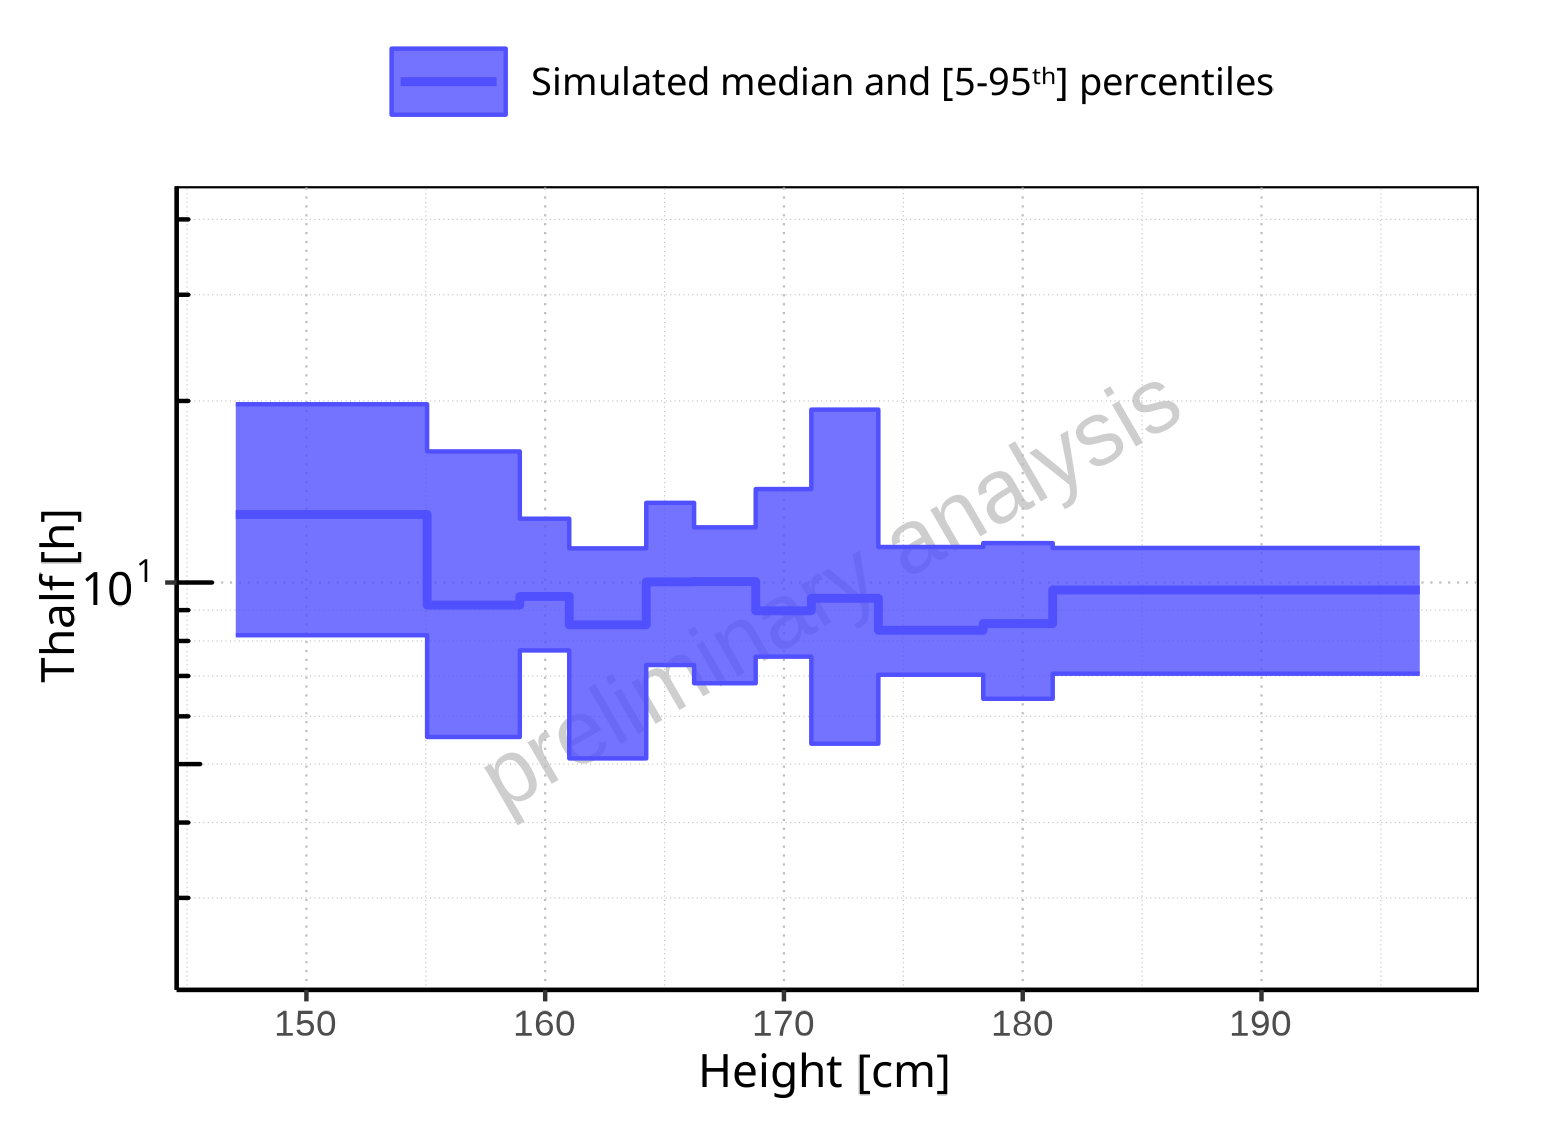 Simulated median and [5-95ᵗʰ] percentiles
Thalf [h]
10¹
preliminary analysis
150 160 170 180 190
Height [cm]